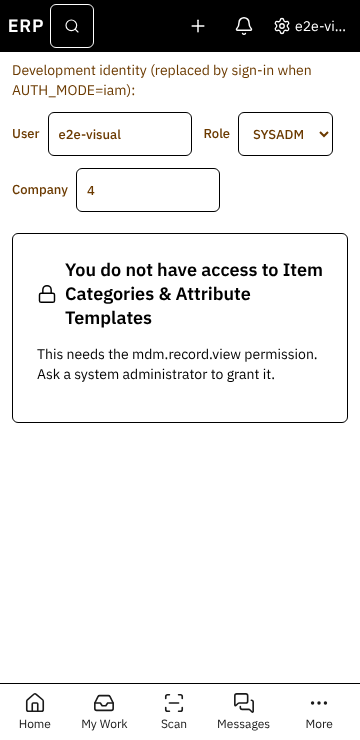 ERP
e2e-vi...
Development identity (replaced by sign-in when
AUTH_MODE=iam):
User e2e-visual Role SYSADM
Company 4
You do not have access to Item
Categories & Attribute
Templates
This needs the mdm.record.view permission.
Ask a system administrator to grant it.
Home My Work Scan Messages More